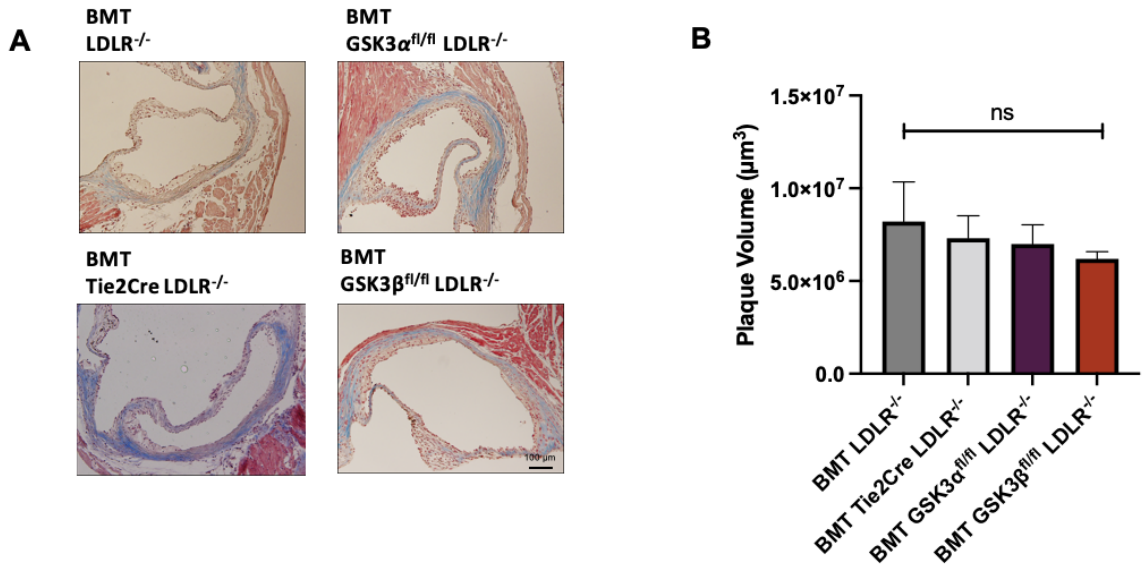 A
BMT
LDLR-/-
BMT
GSK3αfl/fl LDLR-/-
BMT
Tie2Cre LDLR-/-
BMT
GSK3βfl/fl LDLR-/-
100 μm
B
Plaque Volume (μm³)
1.5×10⁷
1.0×10⁷
5.0×10⁶
0.0
ns
BMT LDLR-/-
BMT Tie2Cre LDLR-/-
BMT GSK3αfl/fl LDLR-/-
BMT GSK3βfl/fl LDLR-/-